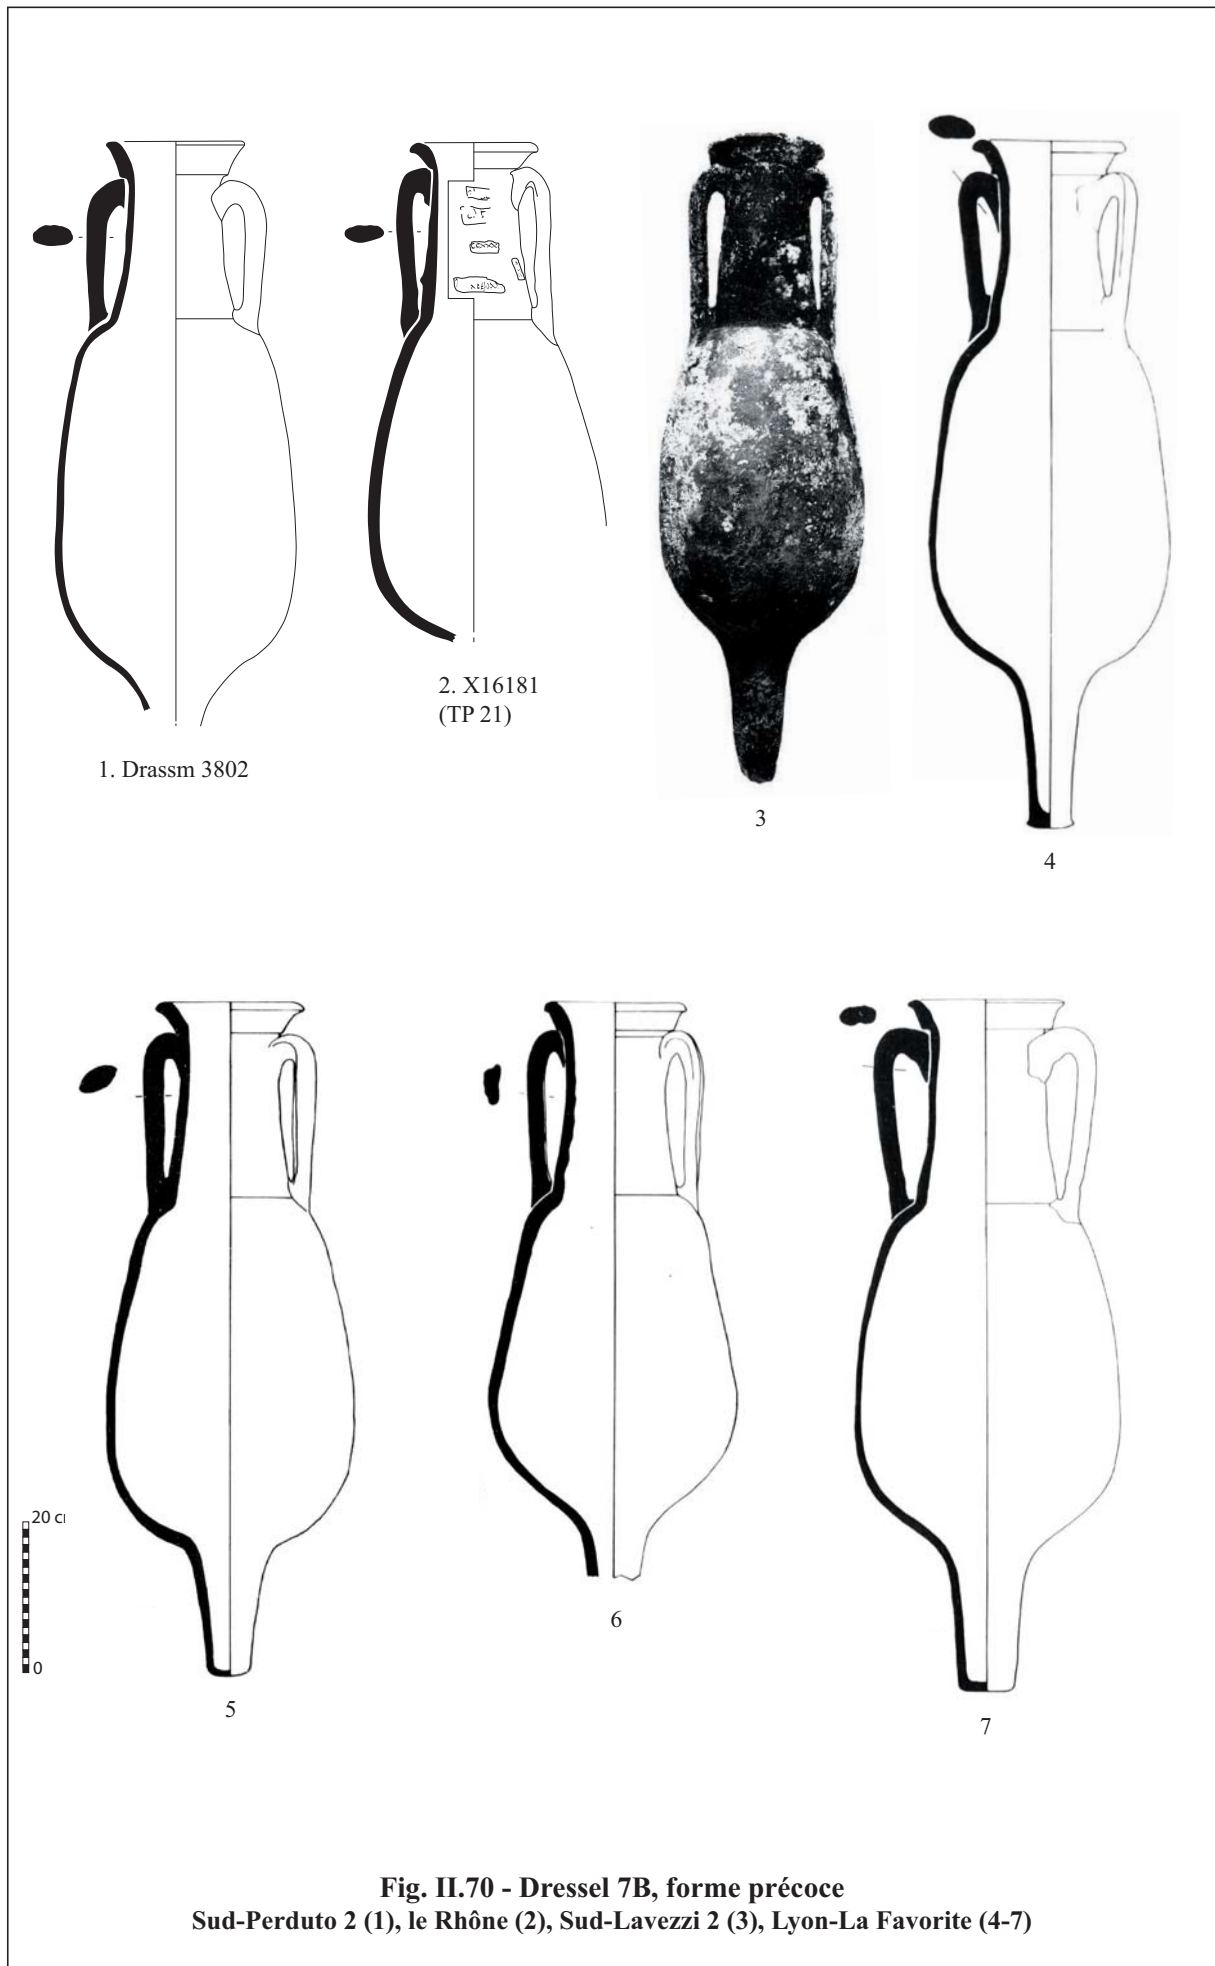 2. X16181
(TP 21)
1. Drassm 3802
3
4
20 c
0
5
6
7
Fig. II.70 - Dressel 7B, forme précoce
Sud-Perduto 2 (1), le Rhône (2), Sud-Lavezzi 2 (3), Lyon-La Favorite (4-7)